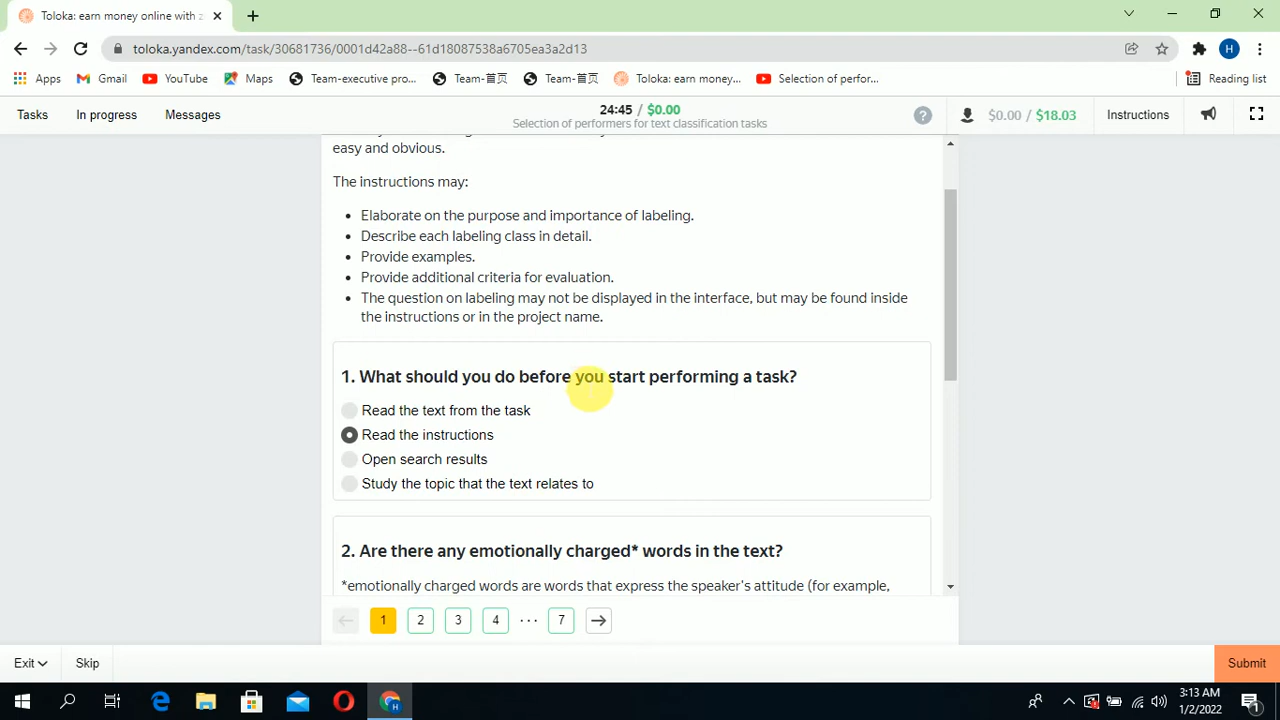 Toloka: earn money online with
toloka.yandex.com/task/30681736/0001d42a88--61d18087538a6705ea3a2d13
H
Apps
Gmail
YouTube
Maps
Team-executive pro...
Team-首页
Team-首页
Toloka: earn money...
Selection of perfor...
Reading list
Tasks
In progress
Messages
24:45 / $0.00
Selection of performers for text classification tasks
?
$0.00 / $18.03
Instructions
easy and obvious.
The instructions may:
• Elaborate on the purpose and importance of labeling.
• Describe each labeling class in detail.
• Provide examples.
• Provide additional criteria for evaluation.
• The question on labeling may not be displayed in the interface, but may be found inside
the instructions or in the project name.
1. What should you do before you start performing a task?
Read the text from the task
Read the instructions
Open search results
Study the topic that the text relates to
2. Are there any emotionally charged* words in the text?
*emotionally charged words are words that express the speaker's attitude (for example,
1
2
3
4
...
7
Exit
Skip
Submit
3:13 AM
1/2/2022
1